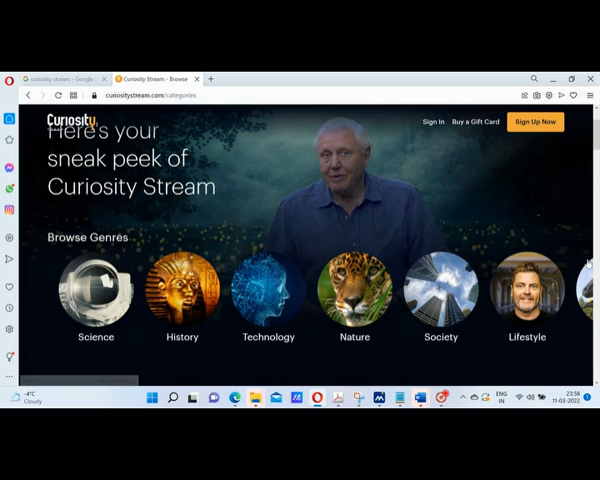 curiosity stream - Google
Curiosity Stream - Browse
curiositystream.com/categories
Curiosity
Sign In
Buy a Gift Card
Sign Up Now
Here's your
sneak peek of
Curiosity Stream
Browse Genres
Science
History
Technology
Nature
Society
Lifestyle
-4°C
Cloudy
ENG
IN
23:58
11-03-2022